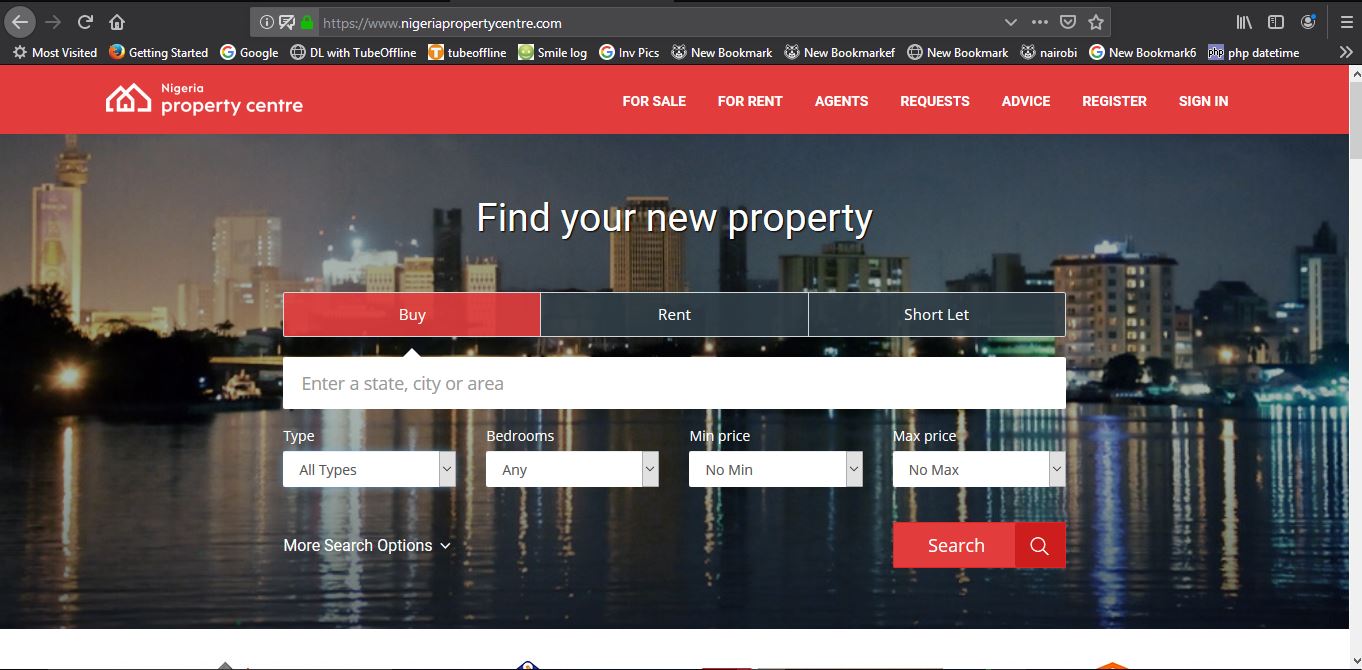 https://www.nigeriapropertycentre.com
Most Visited Getting Started Google DL with TubeOffline tubeoffline Smile log Inv Pics New Bookmark New Bookmarkef New Bookmark nairobi New Bookmark6 php php datetime
Nigeria
property centre
FOR SALE FOR RENT AGENTS REQUESTS ADVICE REGISTER SIGN IN
Find your new property
Buy Rent Short Let
Enter a state, city or area
Type Bedrooms Min price Max price
All Types Any No Min No Max
More Search Options Search